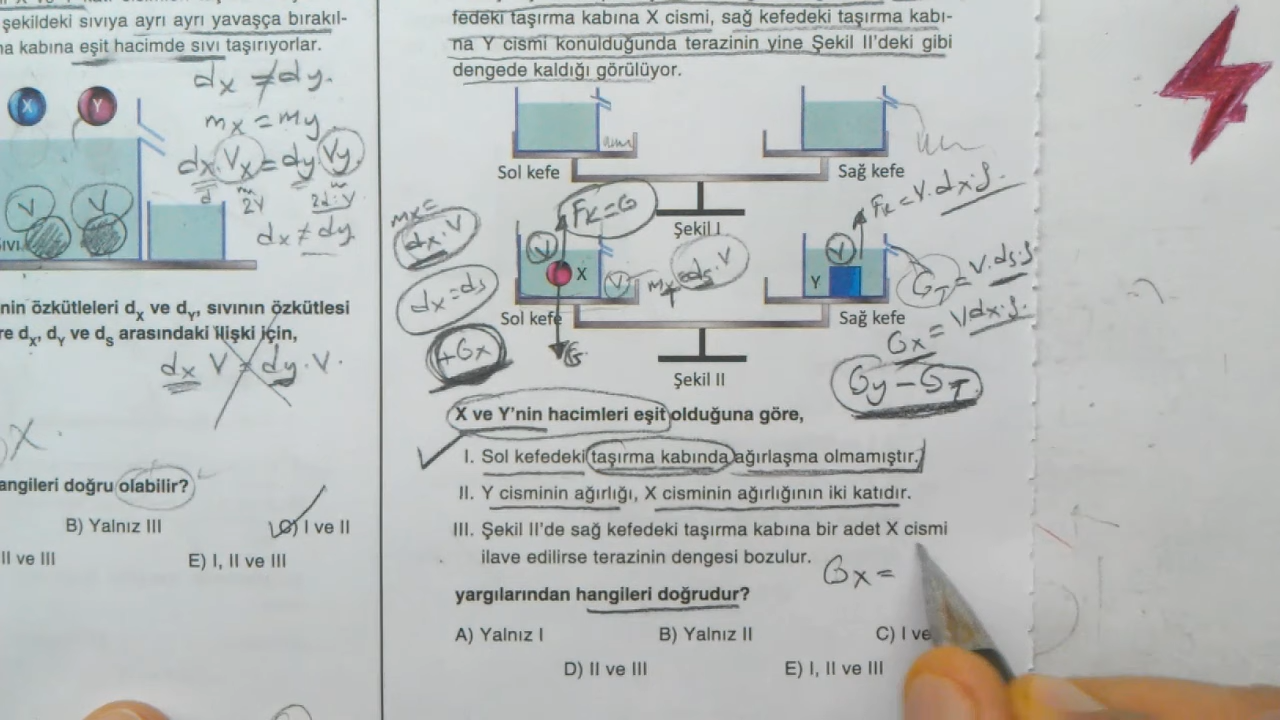 şekildeki sıvıya ayrı ayrı yavaşça bırakıl-
kabına eşit hacimde sıvı taşırıyorlar.
dx ≠ dy.
X Y
mx = my
dx. Vx = dy Vy
2V
2d. V
d
V V
dx ≠ dy
SIVI
nin özkütleleri dX ve dY, sıvının özkütlesi
dX, dY ve dS arasındaki ilişki için,
dx V = dy. V.
X.
angileri doğru olabilir?
B) Yalnız III
C) I ve II
II ve III
E) I, II ve III
fedeki taşırma kabına X cismi, sağ kefedeki taşırma kabı-
na Y cismi konulduğunda terazinin yine Şekil II'deki gibi
dengede kaldığı görülüyor.
Sol kefe
Sağ kefe
Şekil I
mx =
dx. V
FK = G
V
X
V
mT = ds. V
FK = V. dx. g
V
Y
GT = V. ds. g
dx = ds
Sol kefe
Sağ kefe
Gx = Vdx. g.
+Gx
G
Şekil II
Gy - GT
X ve Y'nin hacimleri eşit olduğuna göre,
I. Sol kefedeki taşırma kabında ağırlaşma olmamıştır.
II. Y cisminin ağırlığı, X cisminin ağırlığının iki katıdır.
III. Şekil II'de sağ kefedeki taşırma kabına bir adet X cismi
ilave edilirse terazinin dengesi bozulur.
Gx =
yargılarından hangileri doğrudur?
A) Yalnız I
B) Yalnız II
C) I ve
D) II ve III
E) I, II ve III